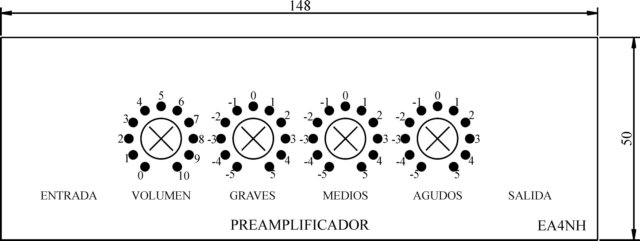 148
5 0 0 0
4 6 -1 1 -1 1 -1 1
3 7 -2 2 -2 2 -2 2
2 8 -3 3 -3 3 -3 3
1 9 -4 4 -4 4 -4 4
0 10 -5 5 -5 5 -5 5
50
ENTRADA VOLUMEN GRAVES MEDIOS AGUDOS SALIDA
PREAMPLIFICADOR EA4NH